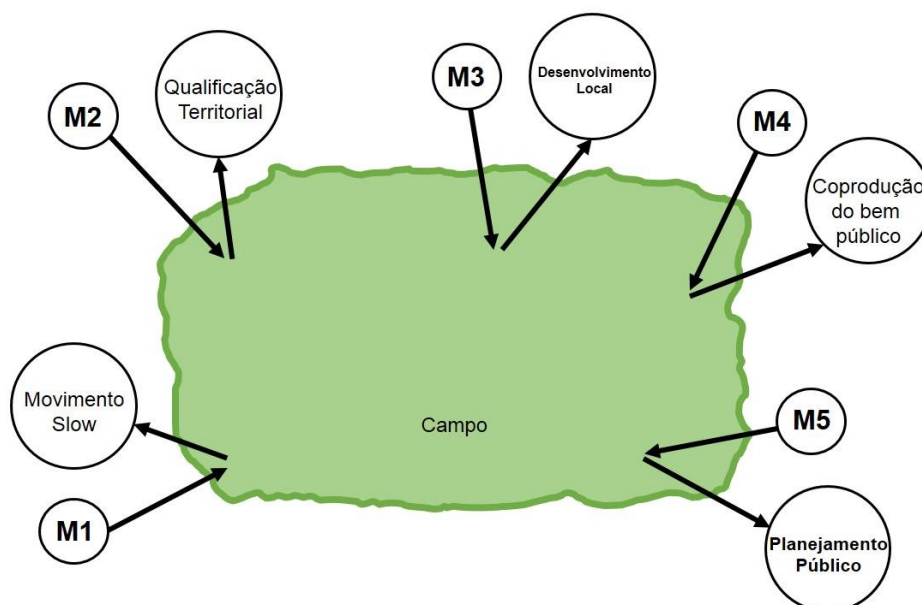 M2
Qualificação
Territorial
M3
Desenvolvimento
Local
M4
Coprodução
do bem
público
Movimento
Slow
Campo
M5
M1
Planejamento
Público